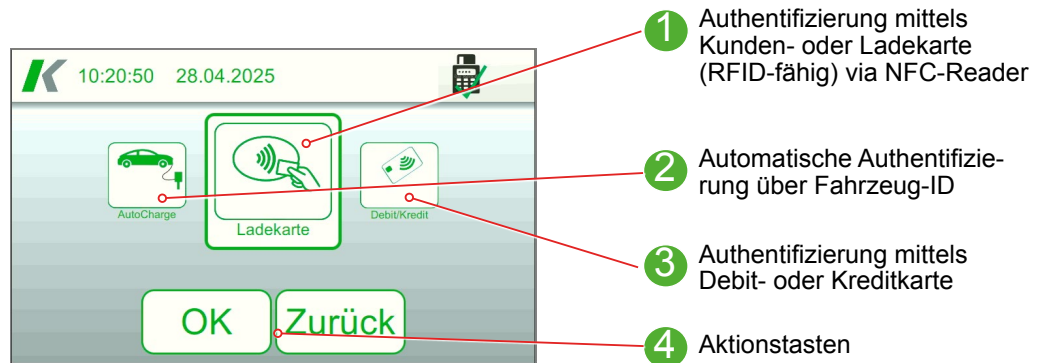 10:20:50 28.04.2025
AutoCharge
Ladekarte
Debit/Kredit
OK
Zurück
1
Authentifizierung mittels
Kunden- oder Ladekarte
(RFID-fähig) via NFC-Reader
2
Automatische Authentifizie-
rung über Fahrzeug-ID
3
Authentifizierung mittels
Debit- oder Kreditkarte
4
Aktionstasten